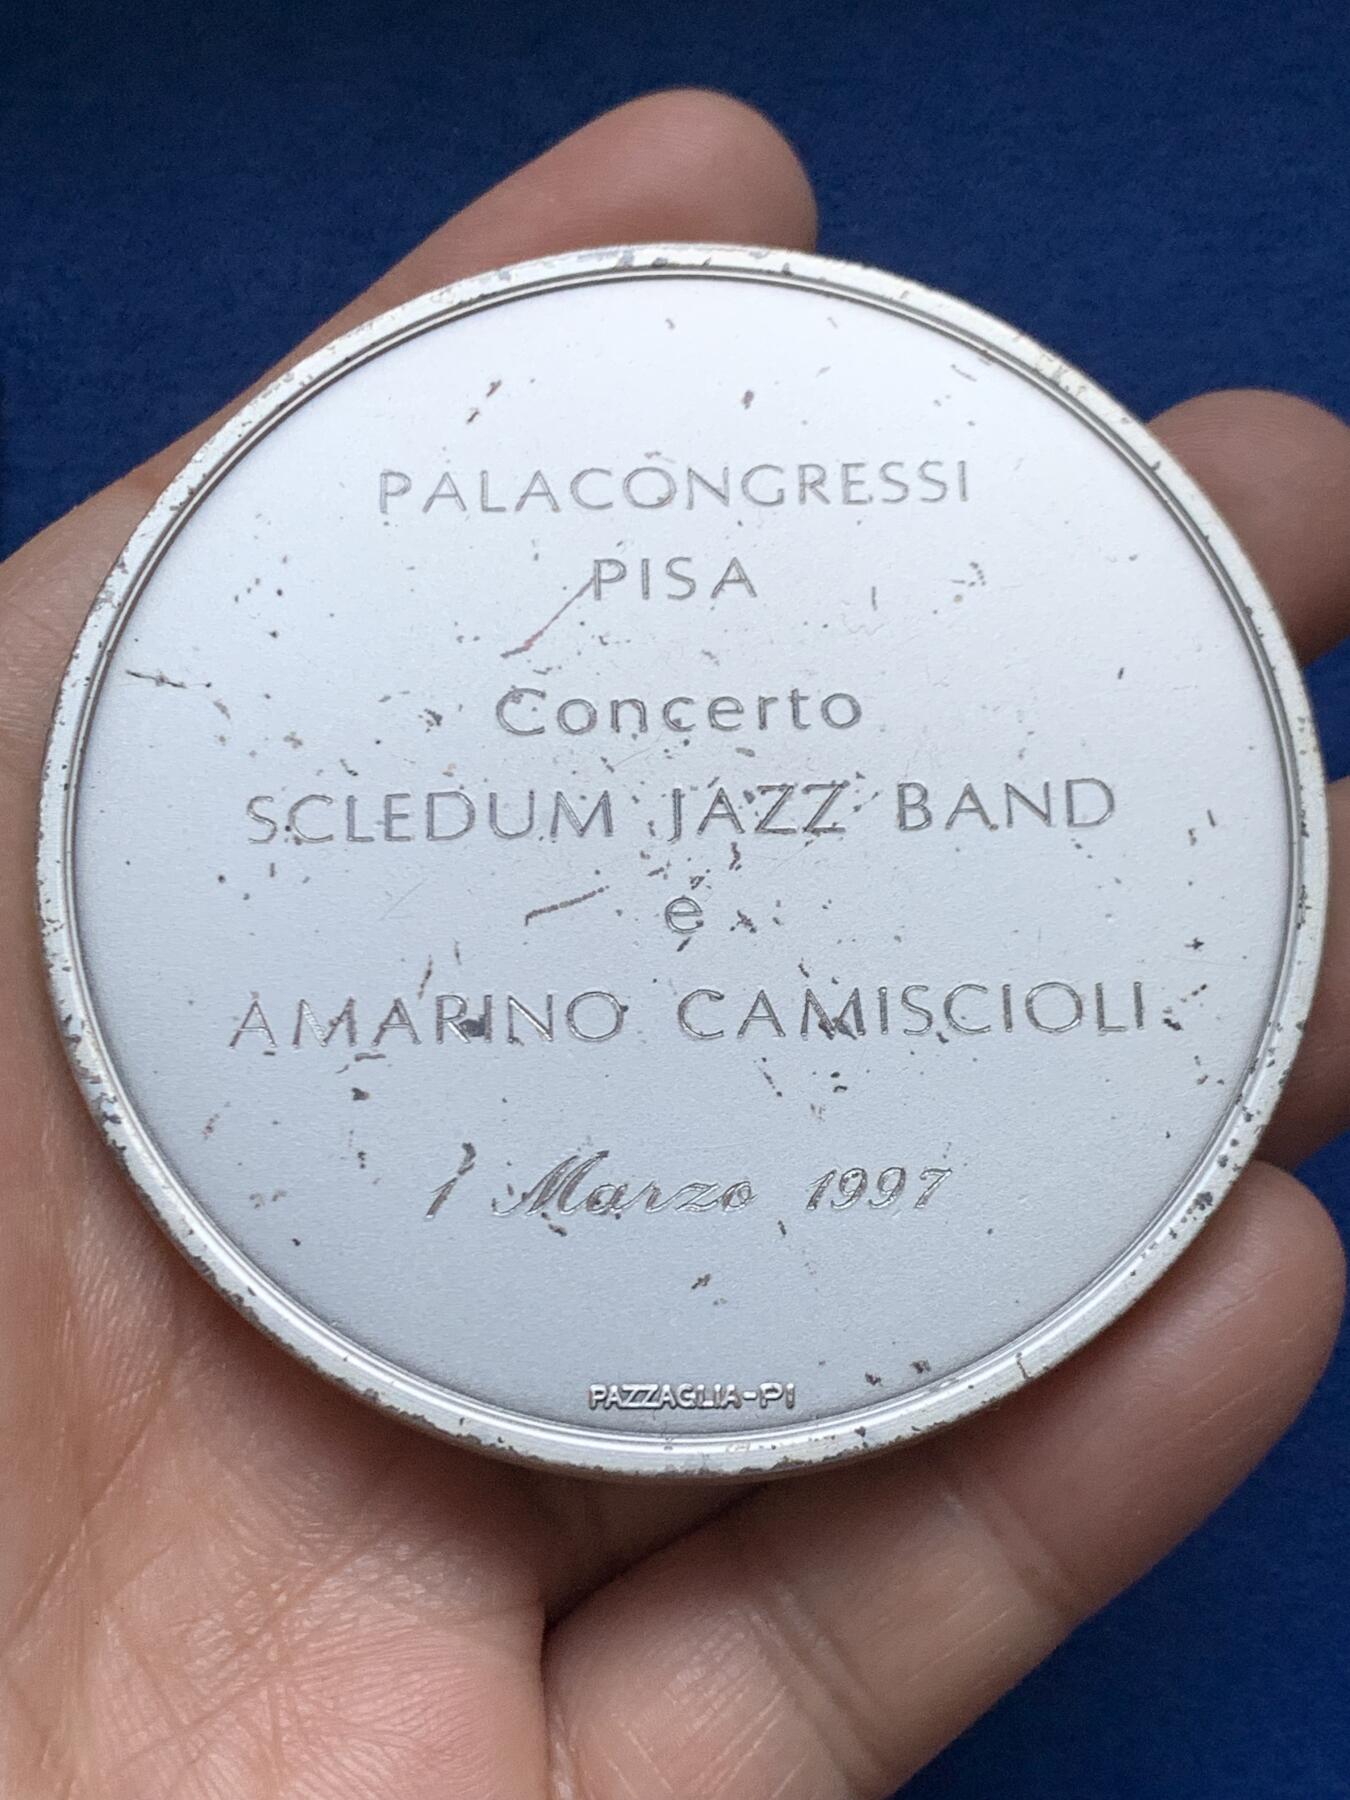 PALACONGRESSI
PISA
Concerto
SCLEDUM JAZZ BAND
e
AMARINO CAMISCIOLI
1 Marzo 1997
PAZZAGLIA-PI